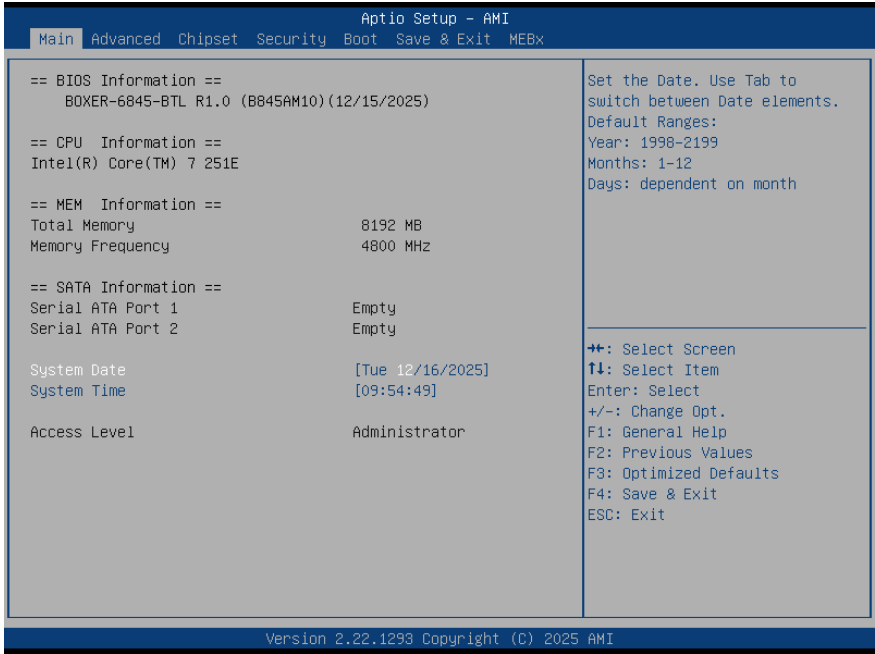 Aptio Setup – AMI
Main Advanced Chipset Security Boot Save & Exit MEBx
== BIOS Information ==
BOXER-6845-BTL R1.0 (B845AM10)(12/15/2025)
== CPU Information ==
Intel(R) Core(TM) 7 251E
== MEM Information ==
Total Memory 8192 MB
Memory Frequency 4800 MHz
== SATA Information ==
Serial ATA Port 1 Empty
Serial ATA Port 2 Empty
System Date [Tue 12/16/2025]
System Time [09:54:49]
Access Level Administrator
Set the Date. Use Tab to
switch between Date elements.
Default Ranges:
Year: 1998-2199
Months: 1-12
Days: dependent on month
→←: Select Screen
↑↓: Select Item
Enter: Select
+/-: Change Opt.
F1: General Help
F2: Previous Values
F3: Optimized Defaults
F4: Save & Exit
ESC: Exit
Version 2.22.1293 Copyright (C) 2025 AMI